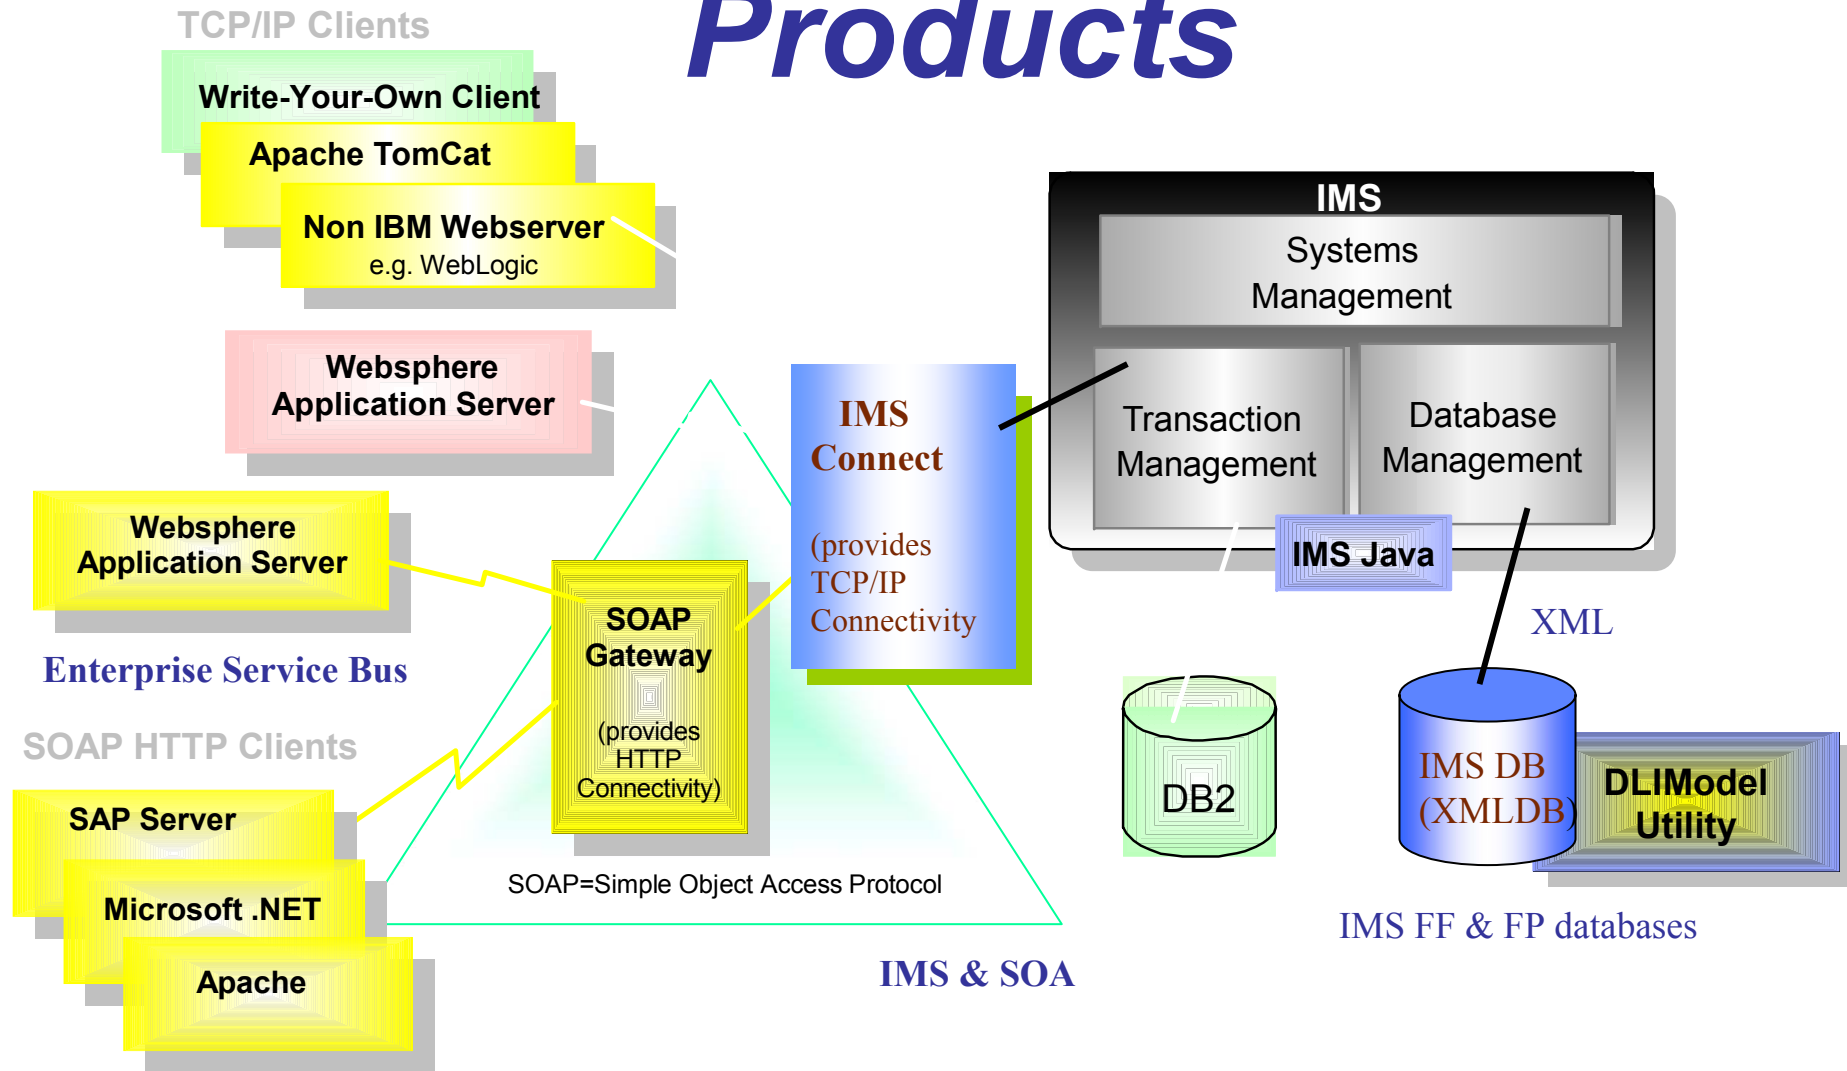 Products
TCP/IP Clients
Write-Your-Own Client
Apache TomCat
Non IBM Webserver
e.g. WebLogic
Websphere
Application Server
Websphere
Application Server
Enterprise Service Bus
SOAP HTTP Clients
SAP Server
Microsoft .NET
Apache
SOAP
Gateway
(provides
HTTP
Connectivity)
SOAP=Simple Object Access Protocol
IMS & SOA
IMS
Connect
(provides
TCP/IP
Connectivity
IMS
Systems
Management
Transaction
Management
Database
Management
IMS Java
XML
DB2
IMS DB
(XMLDB)
DLIModel
Utility
IMS FF & FP databases